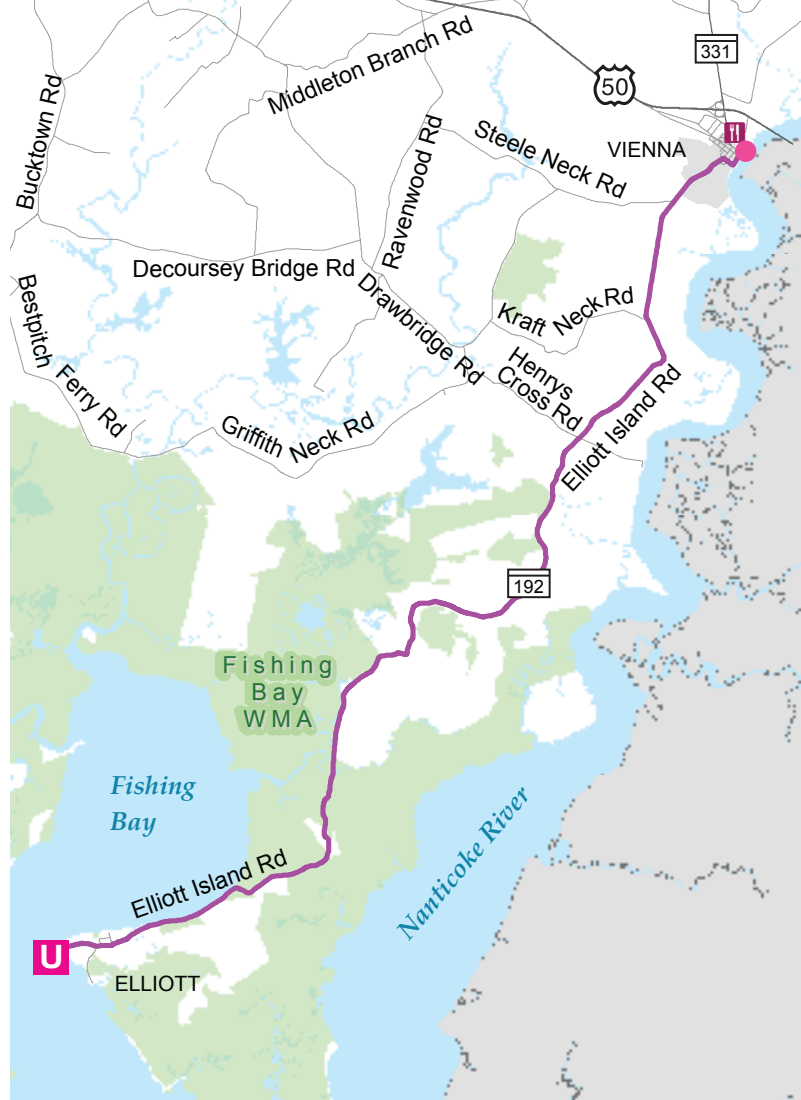 Middleton Branch Rd
331
50
Bucktown Rd
Steele Neck Rd
VIENNA
Ravenwood Rd
Decoursey Bridge Rd
Bestpitch Ferry Rd
Drawbridge Rd
Kraft Neck Rd
Henrys
Cross Rd
Elliott Island Rd
Griffith Neck Rd
192
Fishing
Bay
WMA
Fishing
Bay
Nanticoke River
Elliott Island Rd
U
ELLIOTT